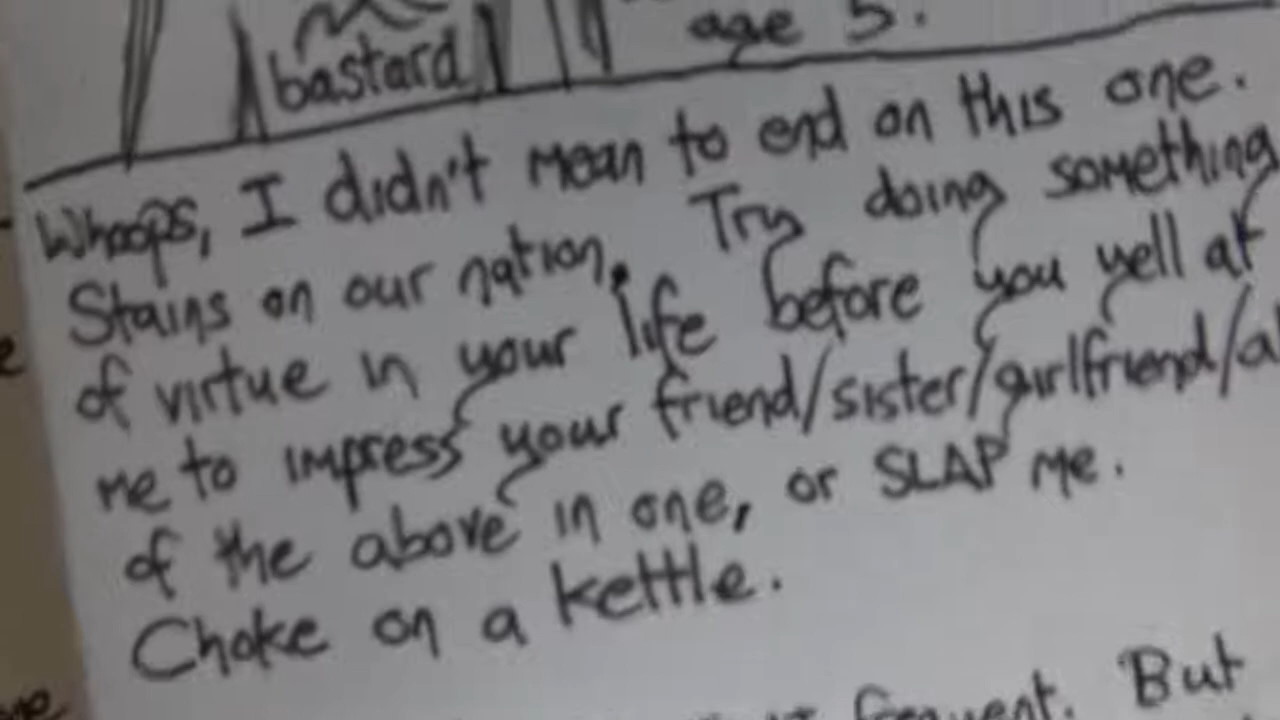 bastard
age 5.
Whoops, I didn't mean to end on this one.
Stains on our nation. Try doing something
of virtue in your life before you yell at
me to impress your friend/sister/girlfriend/al
of the above in one, or SLAP me.
Choke on a kettle.
frequent. But